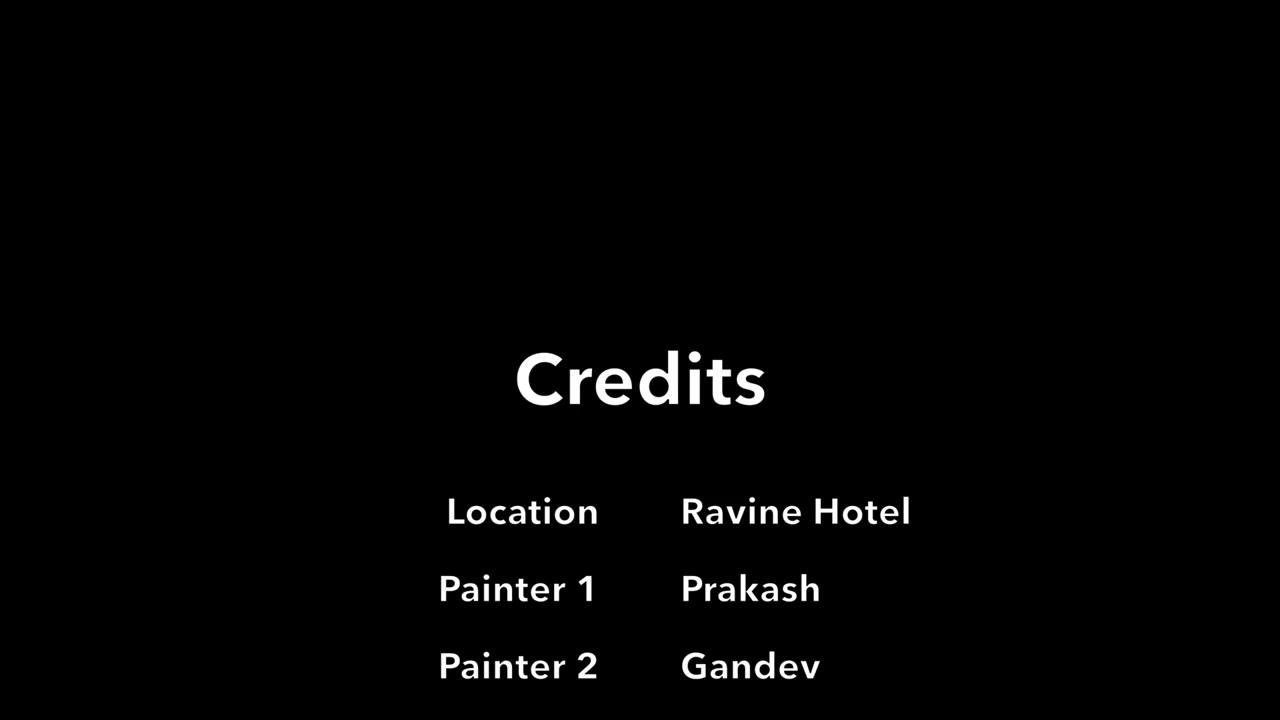 Credits
Location Ravine Hotel
Painter 1 Prakash
Painter 2 Gandev